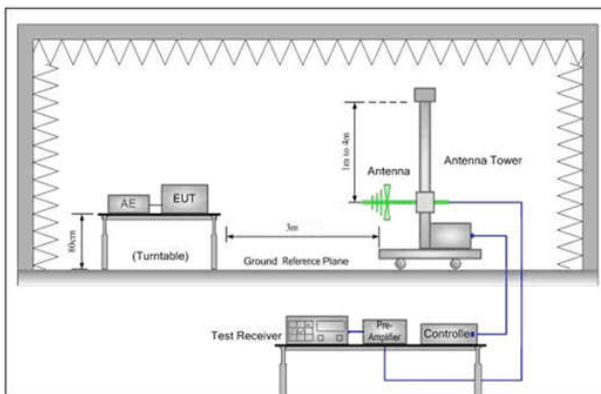 1m to 4m
Antenna
Antenna Tower
AE
EUT
80cm
(Turntable)
3m
Ground Reference Plane
Test Receiver
Pre-
Amplifier
Controller